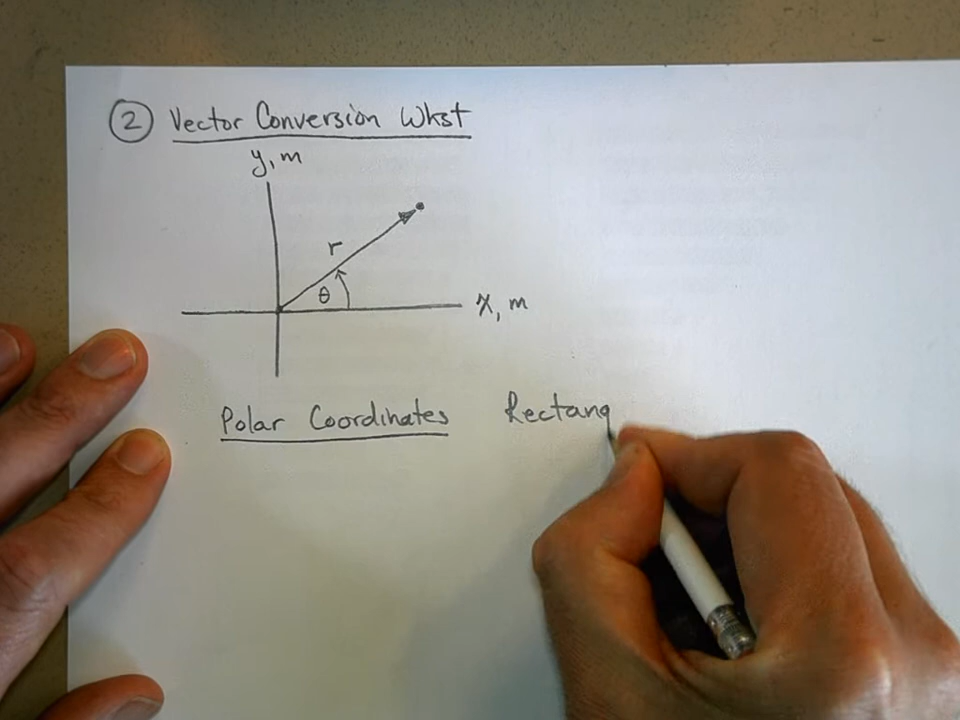 ② Vector Conversion Wkst
y, m
r
θ
x, m
Polar Coordinates Rectang